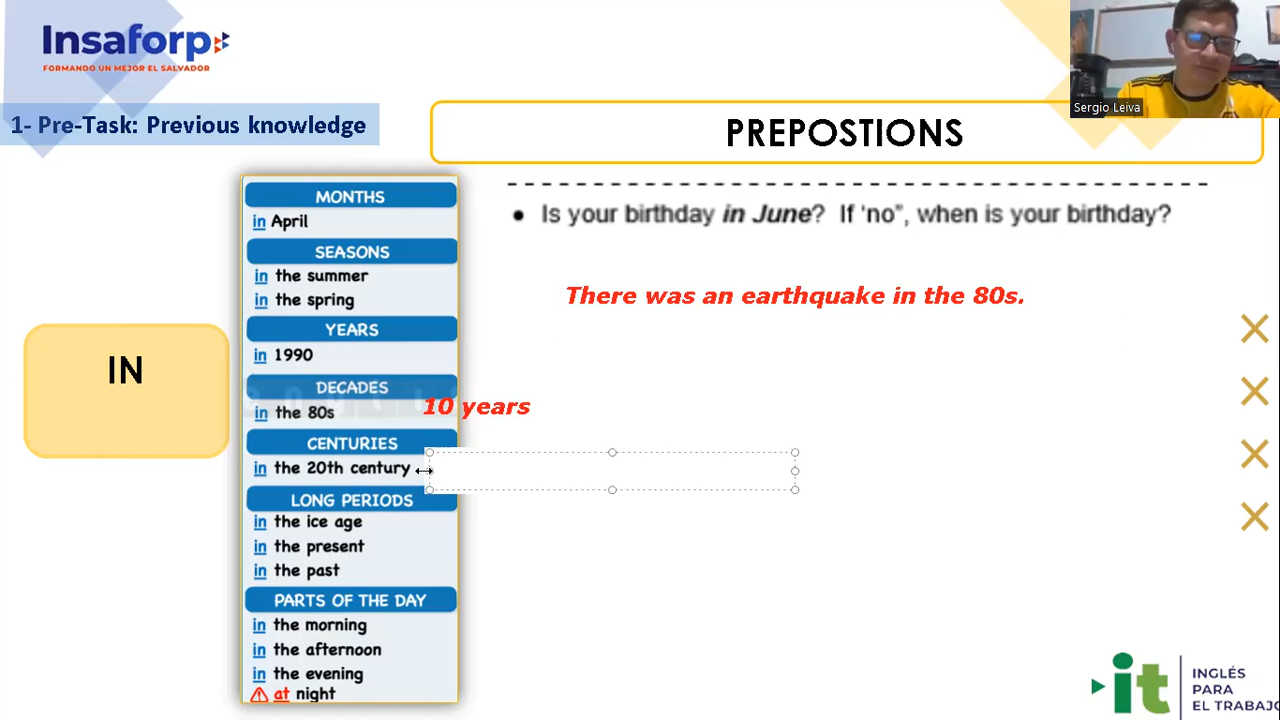 Insaforp
FORMANDO UN MEJOR EL SALVADOR
Sergio Leiva
1- Pre-Task: Previous knowledge
PREPOSTIONS
MONTHS
in April
SEASONS
in the summer
in the spring
YEARS
in 1990
DECADES
in the 80s
CENTURIES
in the 20th century
LONG PERIODS
in the ice age
in the present
in the past
PARTS OF THE DAY
in the morning
in the afternoon
in the evening
at night
IN
• Is your birthday in June? If ‘no”, when is your birthday?
There was an earthquake in the 80s.
10 years
it
INGLÉS
PARA
EL TRABAJO